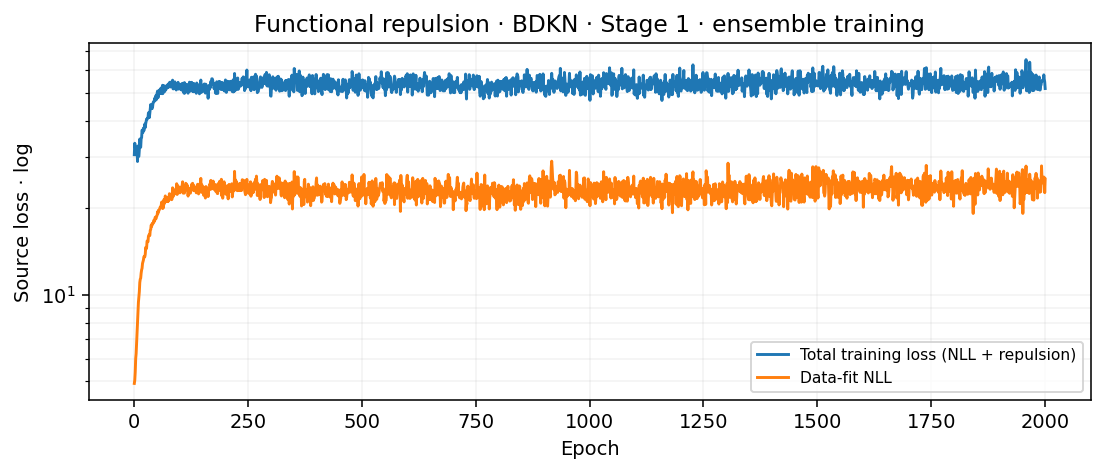 Functional repulsion · BDKN · Stage 1 · ensemble training
Source loss · log
10¹
Total training loss (NLL + repulsion)
Data-fit NLL
0 250 500 750 1000 1250 1500 1750 2000
Epoch